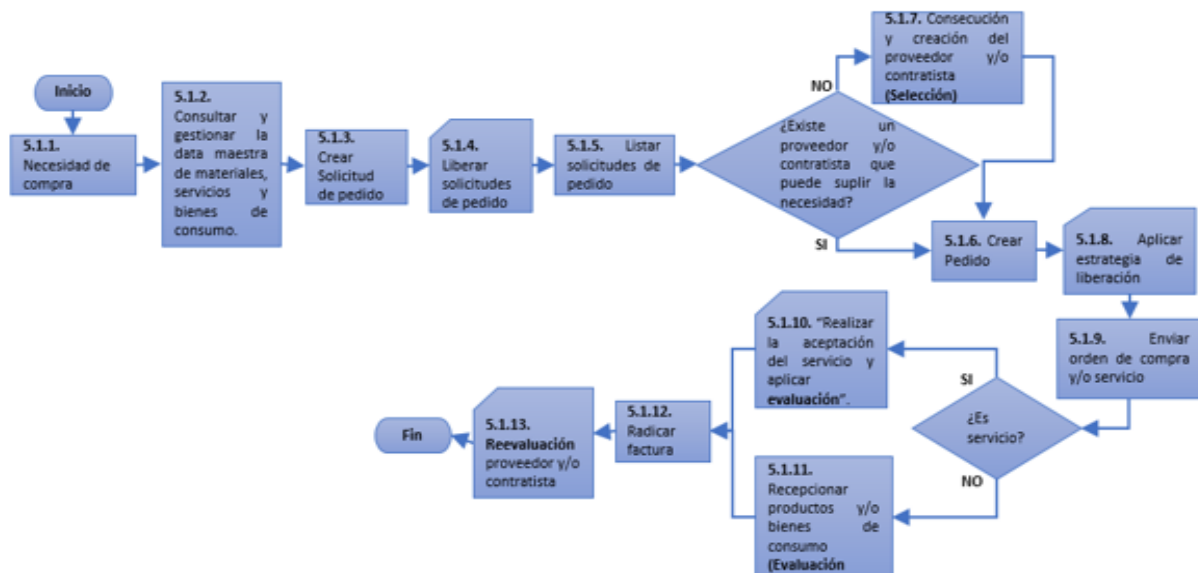 Inicio
5.1.1.
Necesidad de
compra
5.1.2.
Consultar y
gestionar la
data maestra
de materiales,
servicios y
bienes de
consumo.
5.1.3.
Crear
Solicitud
de pedido
5.1.4.
Liberar
solicitudes
de pedido
5.1.5. Listar
solicitudes de
pedido
¿Existe un
proveedor y/o
contratista que
puede suplir la
necesidad?
NO
5.1.7. Consecución
y creación del
proveedor y/o
contratista
(Selección)
SI
5.1.6. Crear
Pedido
5.1.8. Aplicar
estrategia de
liberación
5.1.9. Enviar
orden de compra
y/o servicio
¿Es
servicio?
SI
5.1.10. “Realizar
la aceptación
del servicio y
aplicar
evaluación”.
NO
5.1.11.
Recepcionar
productos y/o
bienes de
consumo
(Evaluación
5.1.12.
Radicar
factura
5.1.13.
Reevaluación
proveedor y/o
contratista
Fin